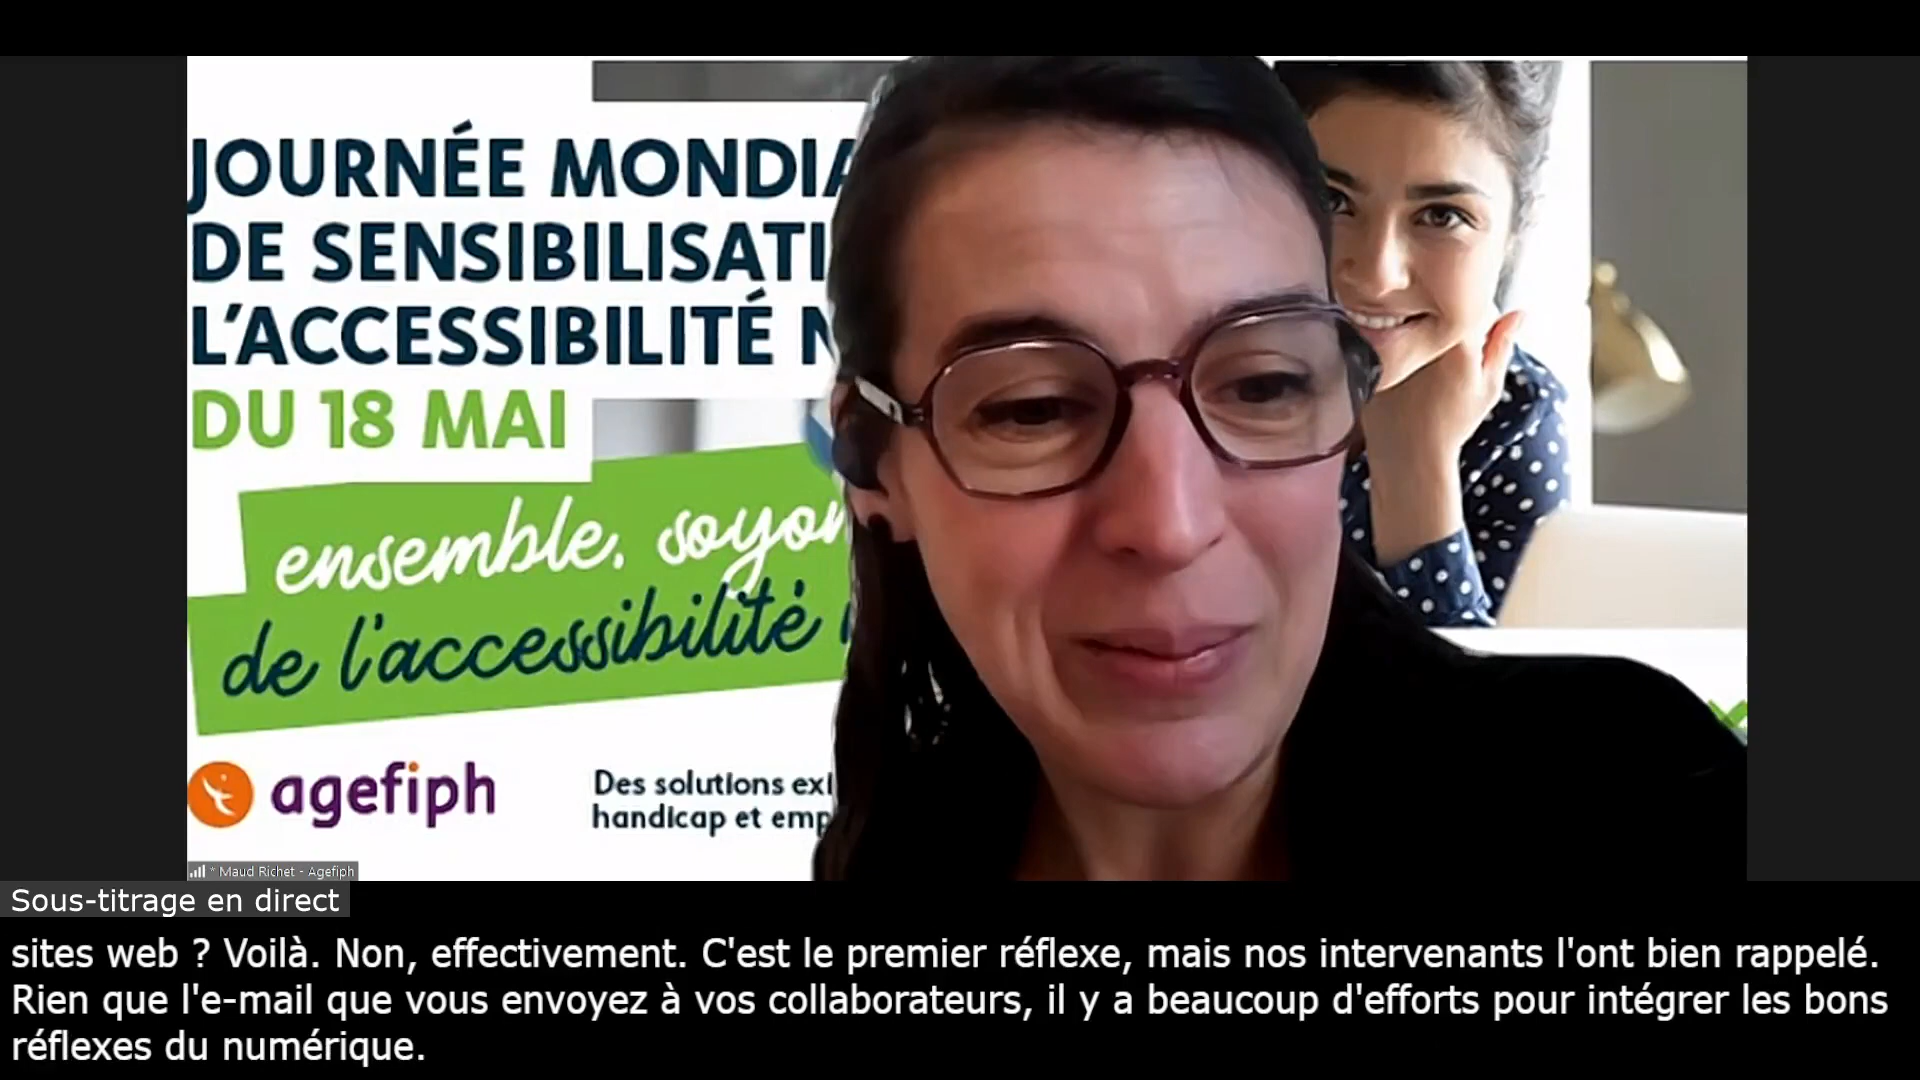 JOURNÉE MONDIA
DE SENSIBILISATI
L'ACCESSIBILITÉ N
DU 18 MAI
ensemble. soyon
de l'accessibilité
agefiph
Des solutions exi
handicap et emp
* Maud Richet - Agefiph
Sous-titrage en direct
sites web ? Voilà. Non, effectivement. C'est le premier réflexe, mais nos intervenants l'ont bien rappelé.
Rien que l'e-mail que vous envoyez à vos collaborateurs, il y a beaucoup d'efforts pour intégrer les bons
réflexes du numérique.